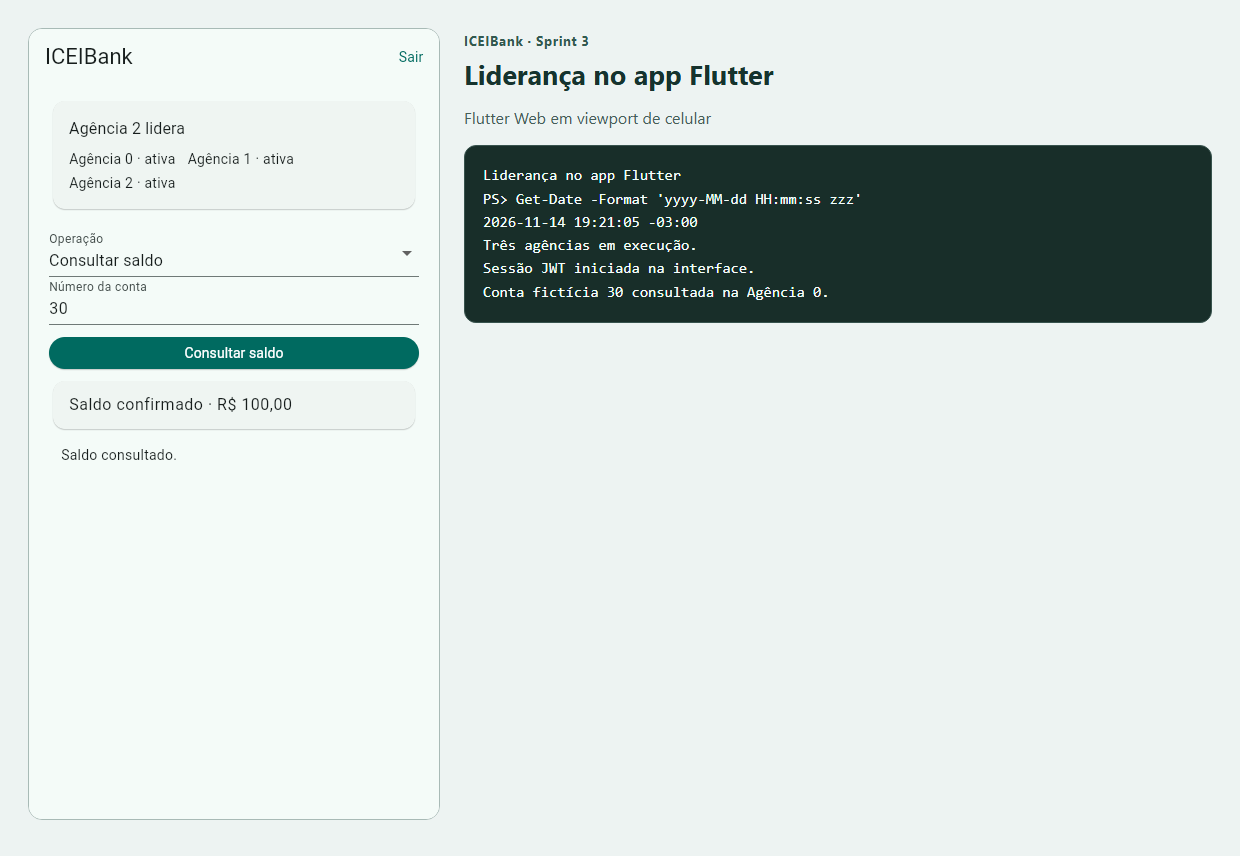 ICEIBank
Sair
Agência 2 lidera
Agência 0 · ativa Agência 1 · ativa
Agência 2 · ativa
Operação
Consultar saldo
Número da conta
30
Consultar saldo
Saldo confirmado · R$ 100,00
Saldo consultado.
ICEIBank · Sprint 3
Liderança no app Flutter
Flutter Web em viewport de celular
Liderança no app Flutter
PS> Get-Date -Format 'yyyy-MM-dd HH:mm:ss zzz'
2026-11-14 19:21:05 -03:00
Três agências em execução.
Sessão JWT iniciada na interface.
Conta fictícia 30 consultada na Agência 0.